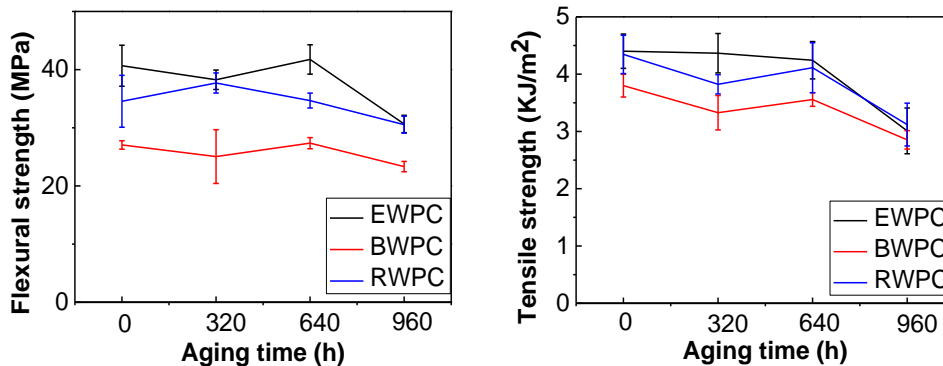 Flexural strength (MPa)
40
20
0
EWPC
BWPC
RWPC
0 320 640 960
Aging time (h)
Tensile strength (KJ/m²)
5
4
3
2
1
0
EWPC
BWPC
RWPC
0 320 640 960
Aging time (h)